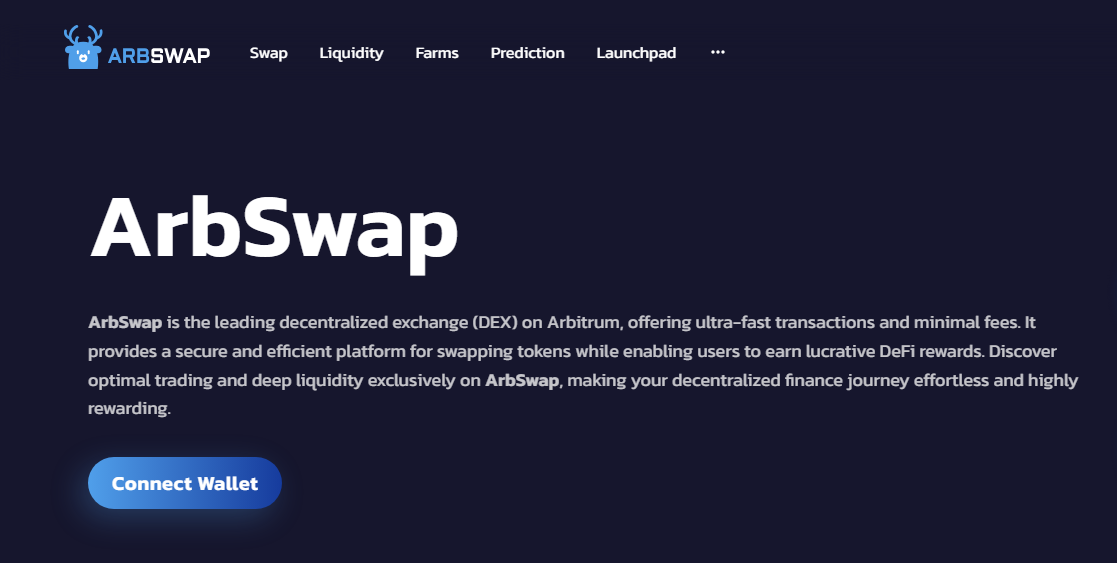 ARBSWAP
Swap
Liquidity
Farms
Prediction
Launchpad
...
ArbSwap
ArbSwap is the leading decentralized exchange (DEX) on Arbitrum, offering ultra-fast transactions and minimal fees. It
provides a secure and efficient platform for swapping tokens while enabling users to earn lucrative DeFi rewards. Discover
optimal trading and deep liquidity exclusively on ArbSwap, making your decentralized finance journey effortless and highly
rewarding.
Connect Wallet